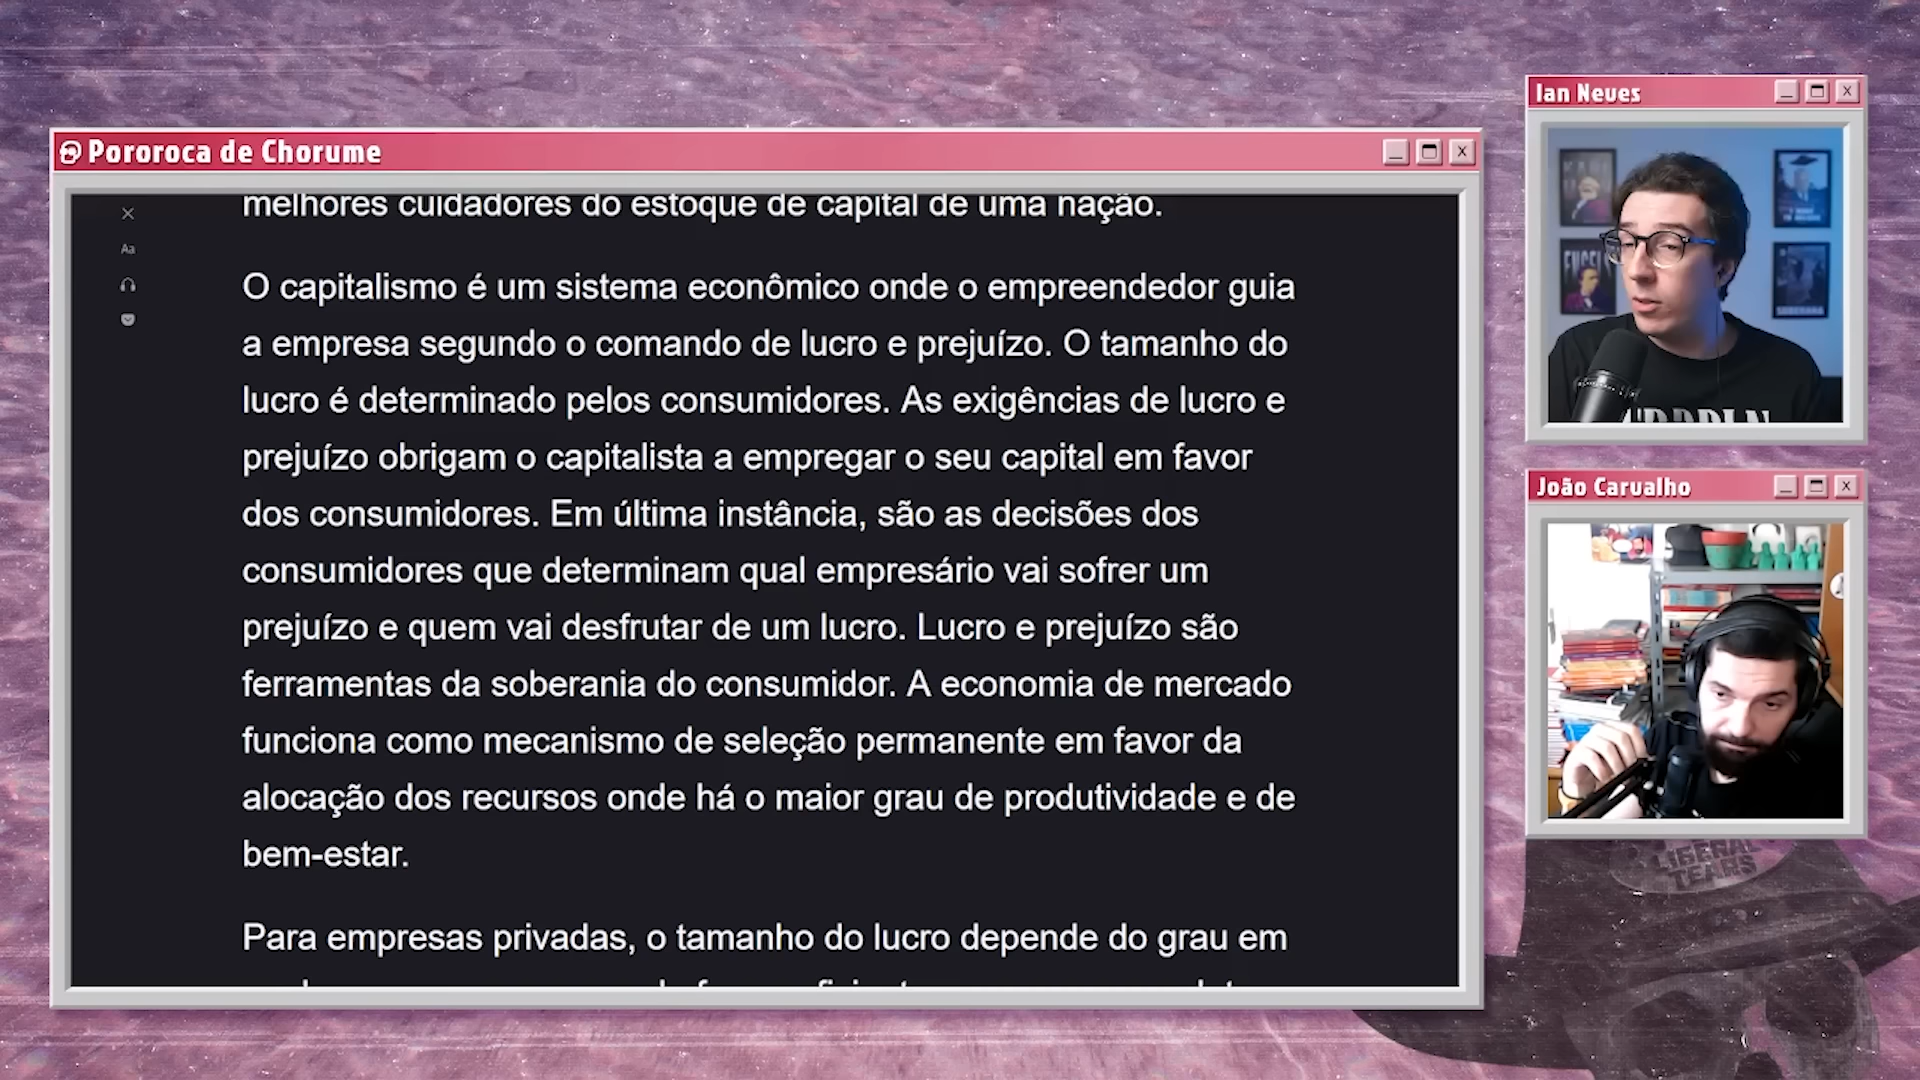 Ian Neves
Pororoca de Chorume
melhores cuidadores do estoque de capital de uma nação.
Aa
O capitalismo é um sistema econômico onde o empreendedor guia
a empresa segundo o comando de lucro e prejuízo. O tamanho do
lucro é determinado pelos consumidores. As exigências de lucro e
prejuízo obrigam o capitalista a empregar o seu capital em favor
dos consumidores. Em última instância, são as decisões dos
consumidores que determinam qual empresário vai sofrer um
prejuízo e quem vai desfrutar de um lucro. Lucro e prejuízo são
ferramentas da soberania do consumidor. A economia de mercado
funciona como mecanismo de seleção permanente em favor da
alocação dos recursos onde há o maior grau de produtividade e de
bem-estar.
Para empresas privadas, o tamanho do lucro depende do grau em
ENGELS
João Carvalho
LIBERAL
TEARS